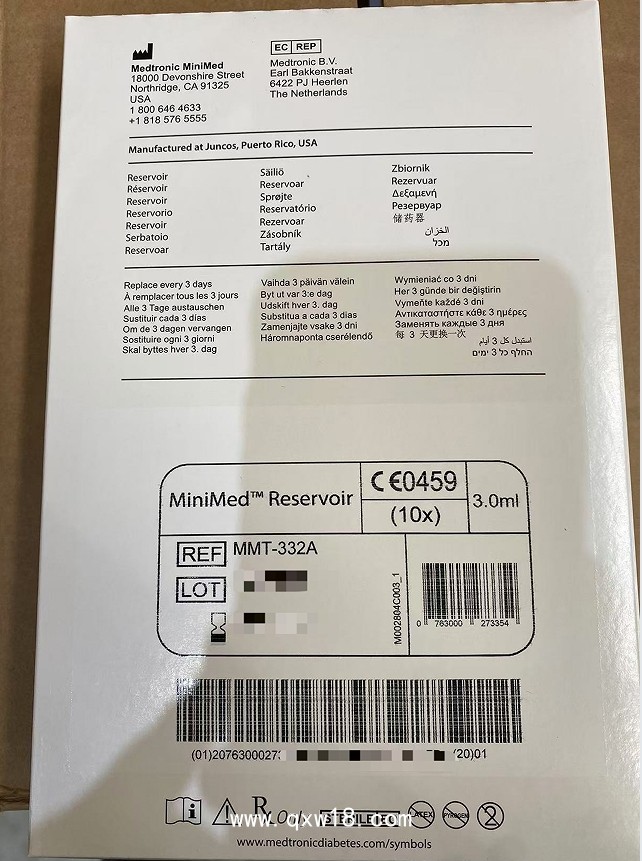 Medtronic MiniMed
18000 Devonshire Street
Northridge, CA 91325
USA
1 800 646 4633
+1 818 576 5555
EC REP
Medtronic B.V.
Earl Bakkenstraat
6422 PJ Heerlen
The Netherlands
Manufactured at Juncos, Puerto Rico, USA
Reservoir
Réservoir
Reservoir
Reservorio
Reservoir
Serbatoio
Reservoar
Säiliö
Reservoar
Sprøjte
Reservatório
Rezervoar
Zásobník
Tartály
Zbiornik
Rezervuar
Δεξαμενή
Резервуар
储药器
الخزان
מכל
Replace every 3 days
À remplacer tous les 3 jours
Alle 3 Tage austauschen
Sustituir cada 3 días
Om de 3 dagen vervangen
Sostituire ogni 3 giorni
Skal byttes hver 3. dag
Vaihda 3 päivän välein
Byt ut var 3:e dag
Udskift hver 3. dag
Substitua a cada 3 dias
Zamenjajte vsake 3 dni
Háromnaponta cserélendő
Wymieniać co 3 dni
Her 3 günde bir değiştirin
Vymeňte každé 3 dni
Αντικαταστήστε κάθε 3 ημέρες
Заменять каждые 3 дня
每 3 天更换一次
استبدل كل 3 أيام
החלף כל 3 ימים
MiniMed™ Reservoir
CE0459
(10x)
3.0ml
REF MMT-332A
LOT
M002804C003_1
0 763000 273354
(01)2076300027
(20)01
Rx Only
STERILE
LATEX
PYROGEN
2
www.qxw18.com
www.medtronicdiabetes.com/symbols